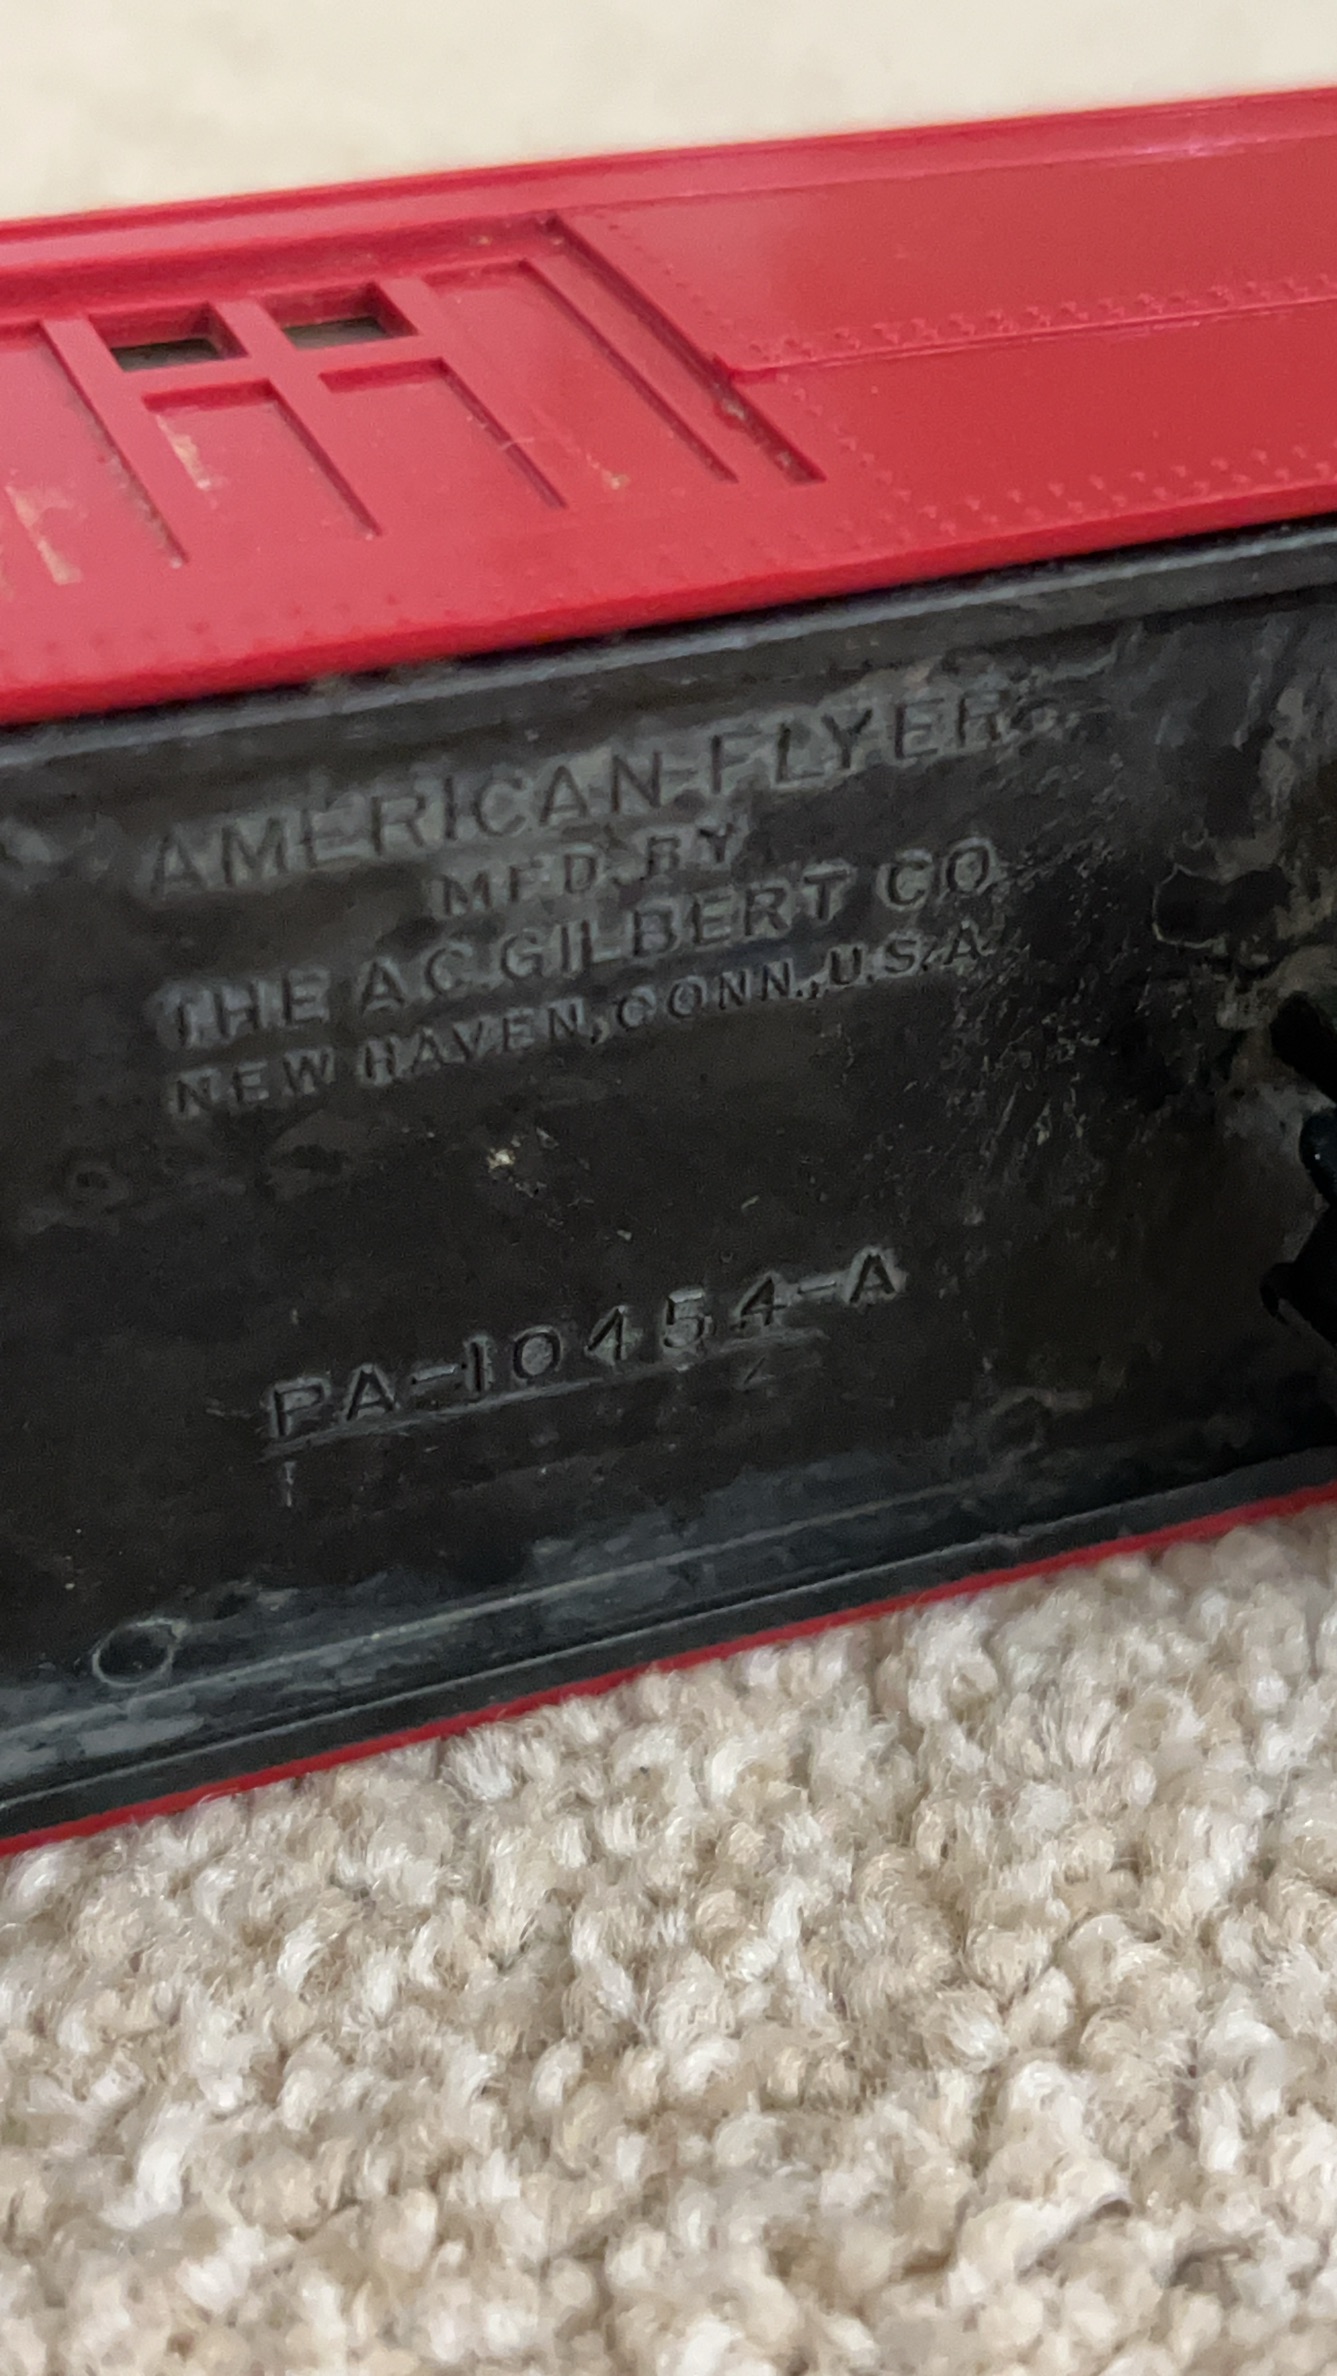 AMERICAN FLYER
MFD. BY
THE A.C. GILBERT CO.
NEW HAVEN, CONN., U.S.A.
PA-10454-A